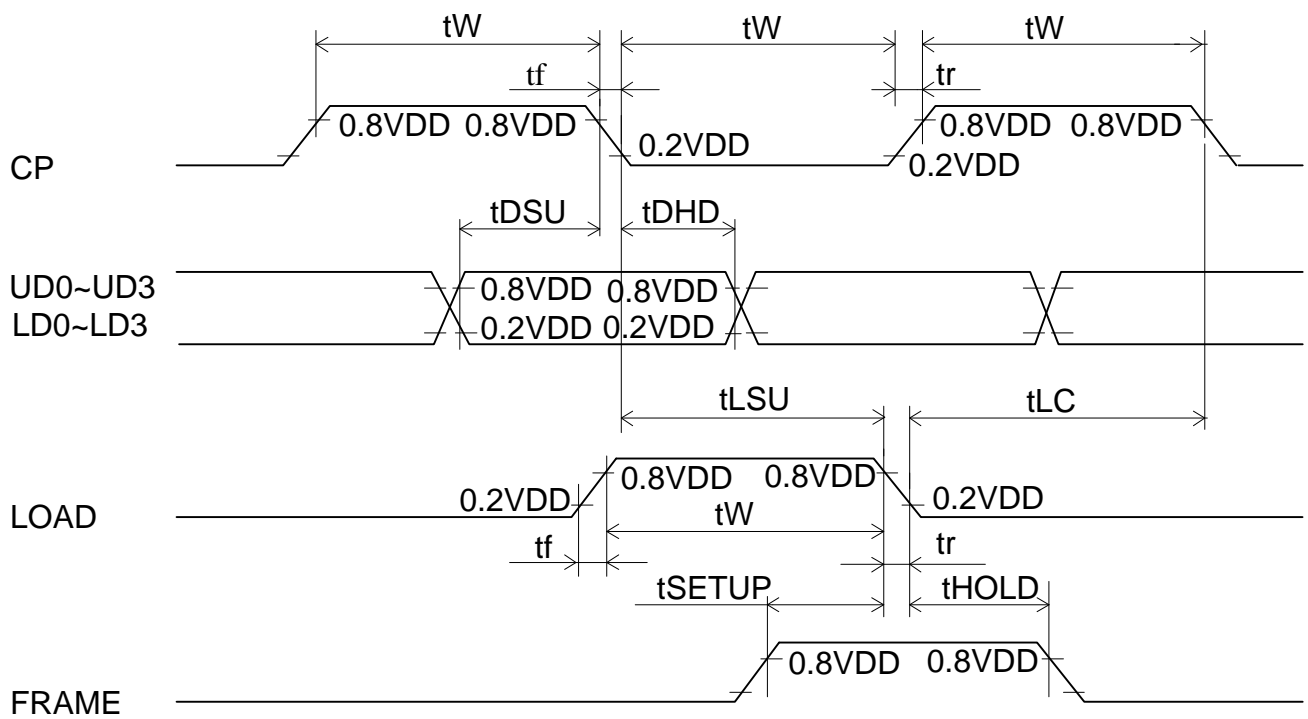 tW tW tW
tf tr
0.8VDD 0.8VDD 0.8VDD 0.8VDD
0.2VDD
CP 0.2VDD
tDSU tDHD
UD0~UD3 0.8VDD 0.8VDD
LD0~LD3 0.2VDD 0.2VDD
tLSU tLC
0.8VDD 0.8VDD
0.2VDD 0.2VDD
LOAD tW
tf tr
tSETUP tHOLD
0.8VDD 0.8VDD
FRAME